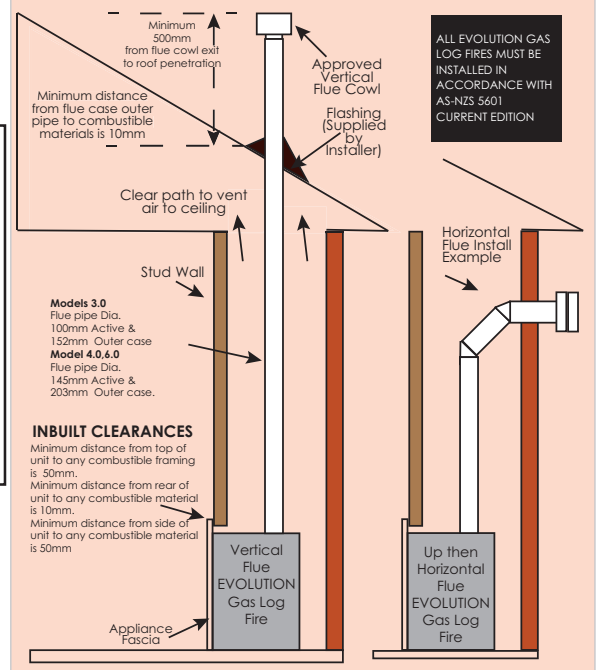 Minimum
500mm
from flue cowl exit
to roof penetration
Approved
Vertical
Flue Cowl
ALL EVOLUTION GAS
LOG FIRES MUST BE
INSTALLED IN
ACCORDANCE WITH
AS-NZS 5601
CURRENT EDITION
Minimum distance
from flue case outer
pipe to combustible
materials is 10mm
Flashing
(Supplied
by
Installer)
Clear path to vent
air to ceiling
Horizontal
Flue Install
Example
Stud Wall
Models 3.0
Flue pipe Dia.
100mm Active &
152mm Outer case
Model 4.0,6.0
Flue pipe Dia.
145mm Active &
203mm Outer case.
INBUILT CLEARANCES
Minimum distance from top of
unit to any combustible framing
is 50mm.
Minimum distance from rear of
unit to any combustible material
is 10mm.
Minimum distance from side of
unit to any combustible material
is 50mm
Vertical
Flue
EVOLUTION
Gas Log
Fire
Up then
Horizontal
Flue
EVOLUTION
Gas Log
Fire
Appliance
Fascia